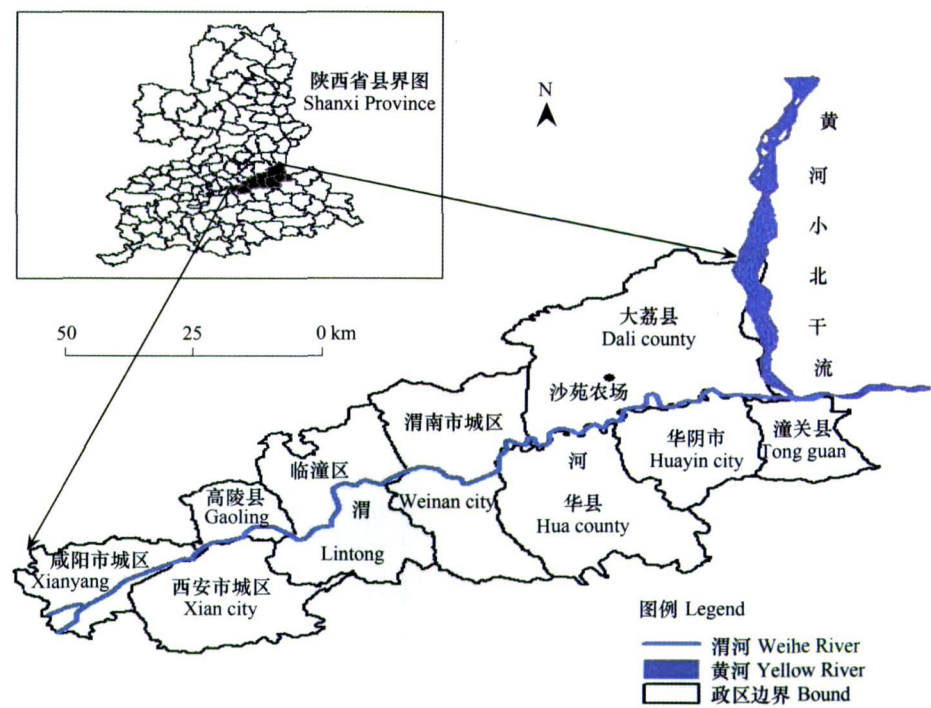 陕西省县界图
Shanxi Province
N
黄河小北干流
50 25 0 km
大荔县
Dali county
沙苑农场
渭南市城区
Weinan city
临潼区
Lintong
高陵县
Gaoling
渭
河
华阴市
Huayin city
潼关县
Tong guan
华县
Hua county
咸阳市城区
Xianyang
西安市城区
Xian city
图例 Legend
渭河 Weihe River
黄河 Yellow River
政区边界 Bound